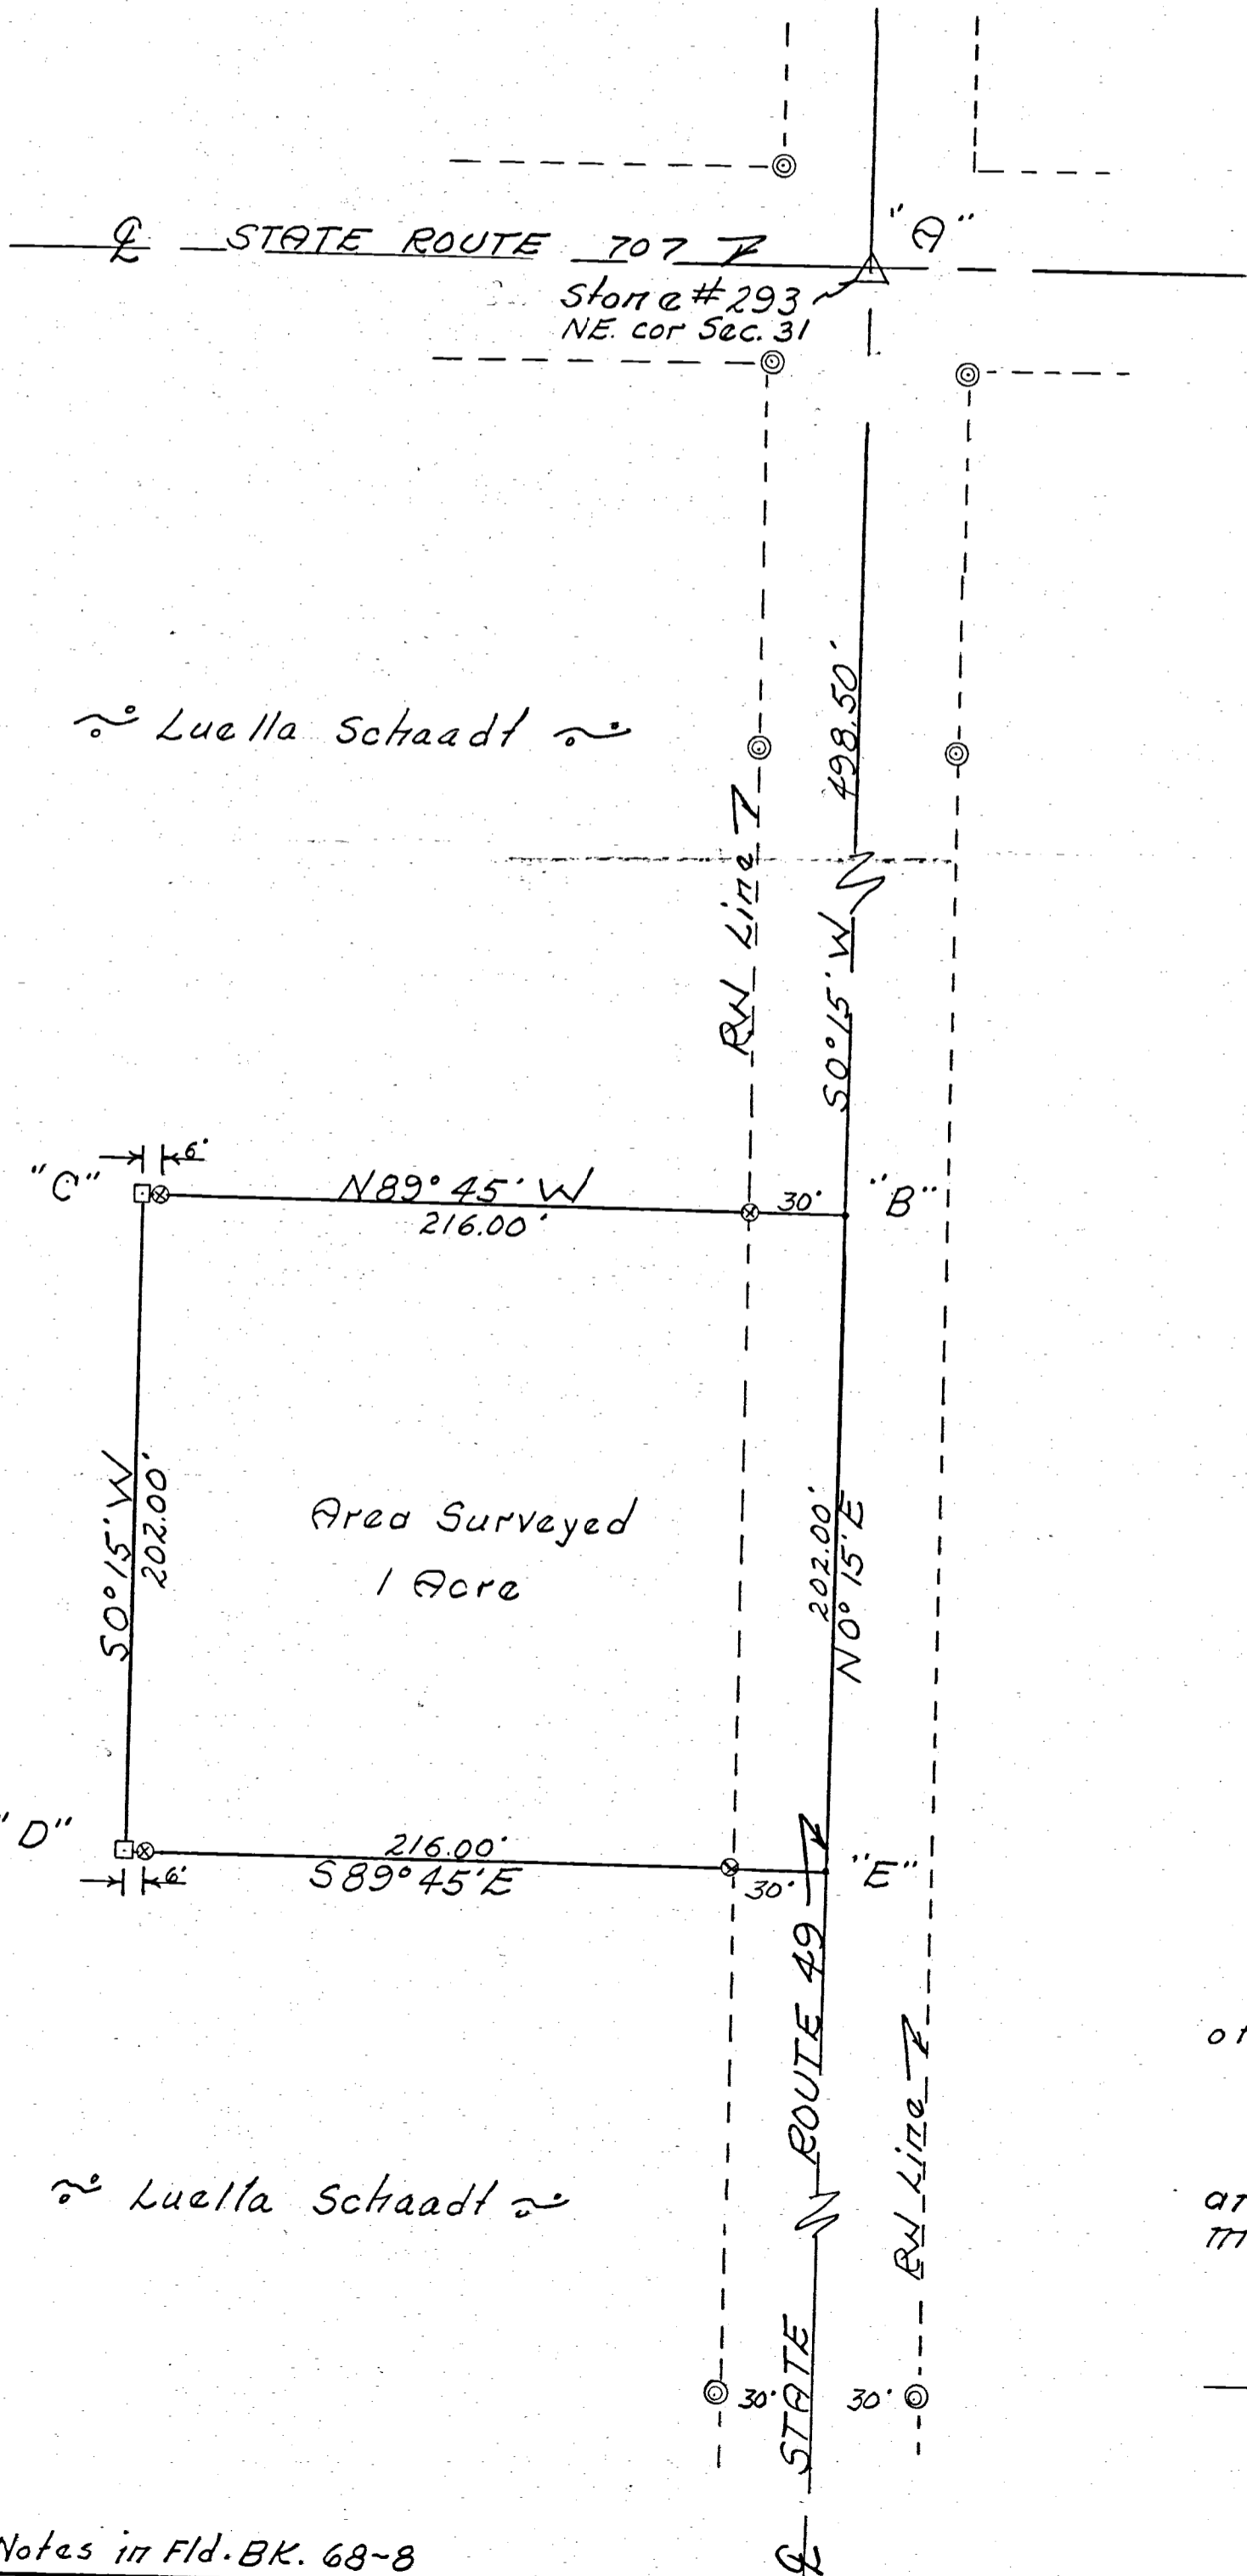 "A"
℄ STATE ROUTE 707
Stone #293
NE. cor Sec. 31
498.50'
Luella Schaadt
R/W Line
S0°15'W
6'
"C"
N89°45'W
216.00'
30'
"B"
S0°15'W
202.00'
Area Surveyed
1 Acre
202.00'
N0°15'E
"D"
6'
216.00'
S89°45'E
30'
"E"
℄ STATE ROUTE 49
R/W Line
Luella Schaadt
30'
30'
Notes in Fld. BK. 68-8